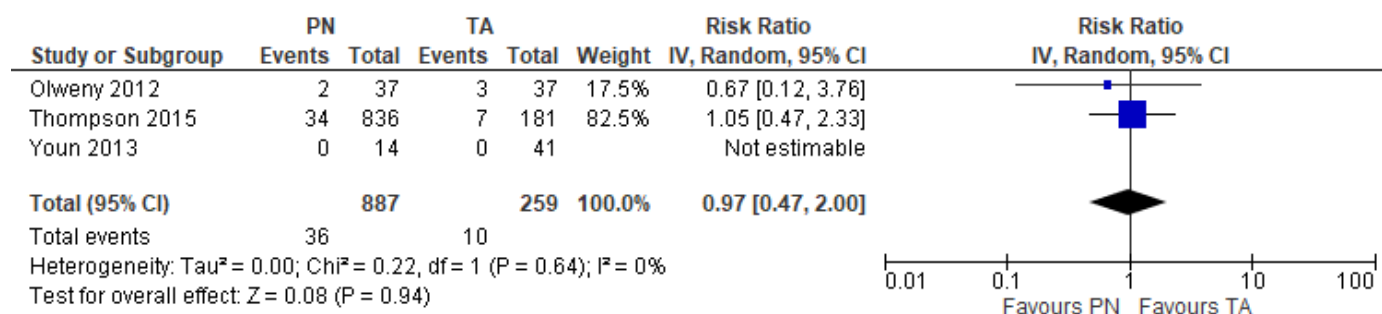 PN TA Risk Ratio Risk Ratio
Study or Subgroup Events Total Events Total Weight IV, Random, 95% CI IV, Random, 95% CI
Olweny 2012 2 37 3 37 17.5% 0.67 [0.12, 3.76]
Thompson 2015 34 836 7 181 82.5% 1.05 [0.47, 2.33]
Youn 2013 0 14 0 41 Not estimable
Total (95% CI) 887 259 100.0% 0.97 [0.47, 2.00]
Total events 36 10
Heterogeneity: Tau² = 0.00; Chi² = 0.22, df = 1 (P = 0.64); I² = 0%
Test for overall effect: Z = 0.08 (P = 0.94)
0.01 0.1 1 10 100
Favours PN Favours TA